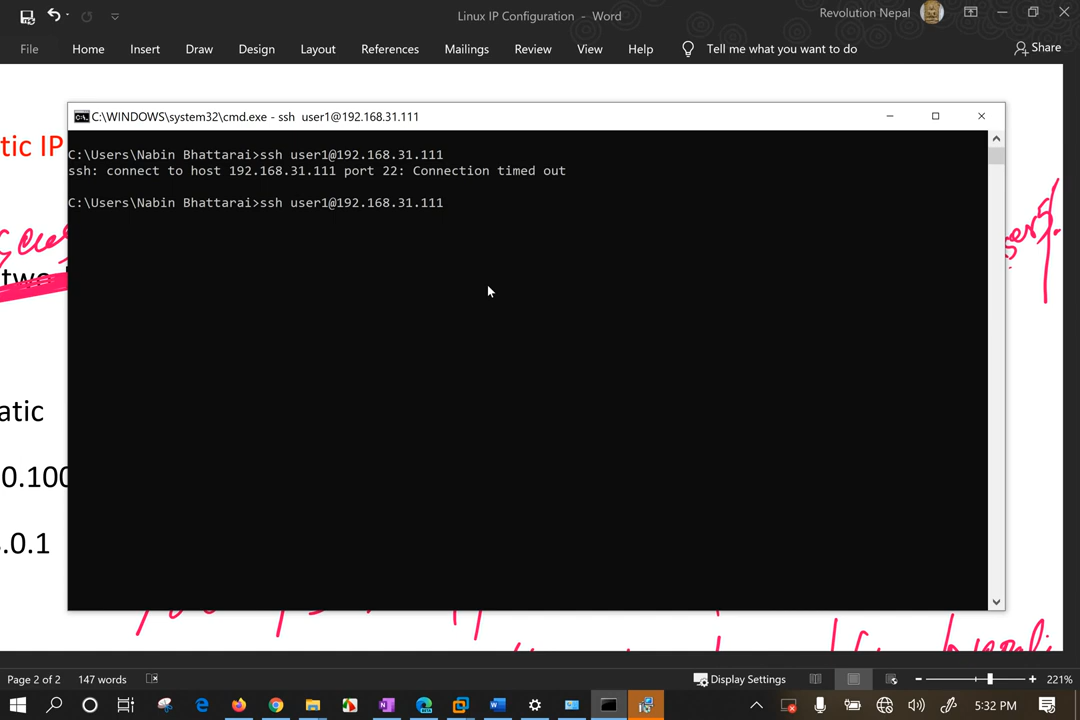 Linux IP Configuration - Word
Revolution Nepal
File Home Insert Draw Design Layout References Mailings Review View Help Tell me what you want to do Share
C:\WINDOWS\system32\cmd.exe - ssh user1@192.168.31.111
tic IP
C:\Users\Nabin Bhattarai>ssh user1@192.168.31.111
ssh: connect to host 192.168.31.111 port 22: Connection timed out
C:\Users\Nabin Bhattarai>ssh user1@192.168.31.111
two
atic
0.100
.0.1
Page 2 of 2 147 words Display Settings 221%
5:32 PM